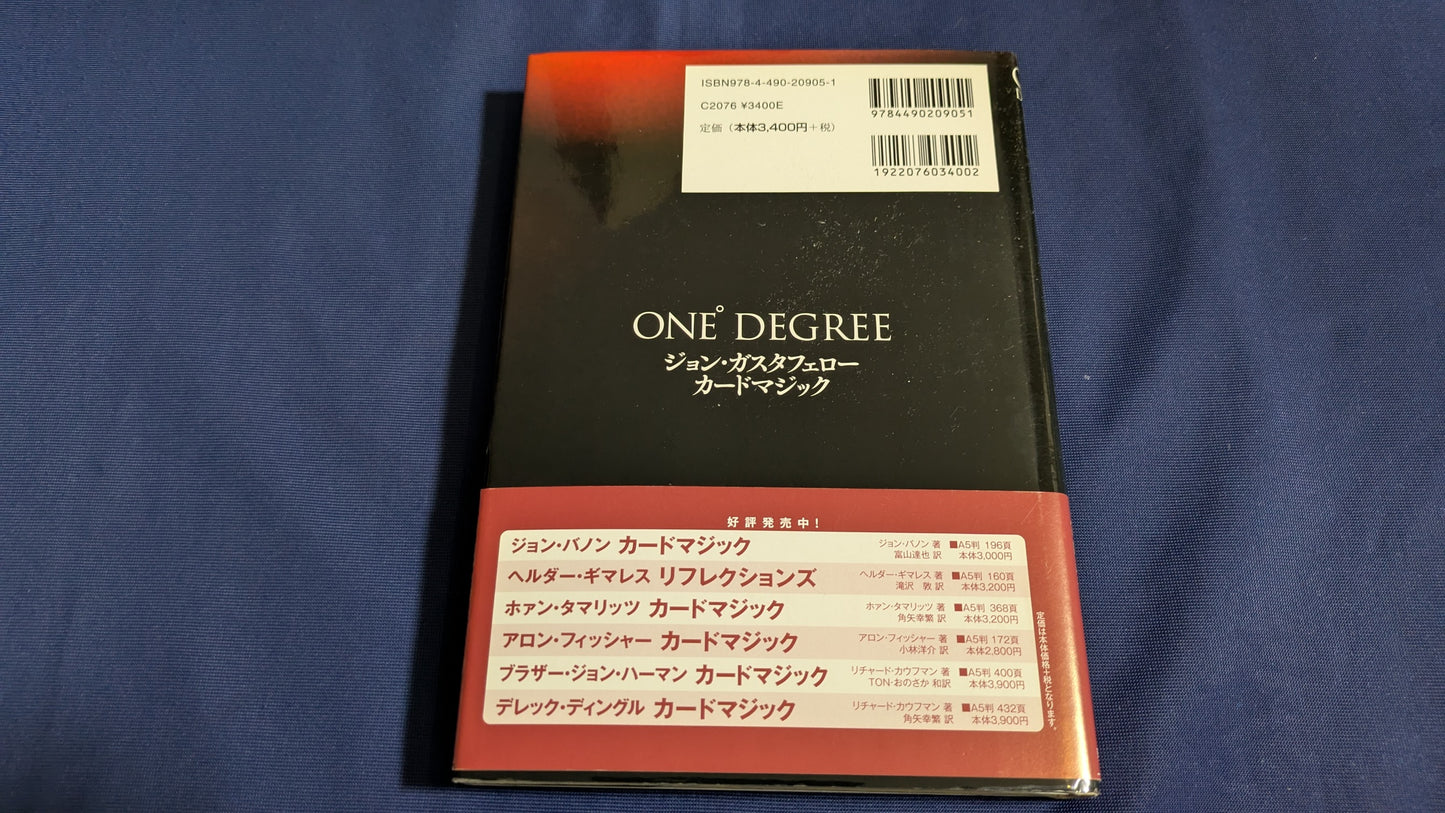 ISBN978-4-490-20905-1
C2076 ¥3400E
定価（本体3,400円+税）
9784490209051
1922076034002
ONE° DEGREE
ジョン・ガスタフェロー
カードマジック
好評発売中！
ジョン・バノン カードマジック ジョン・バノン 著 ■A5判 196頁
富山達也 訳 本体3,000円
ヘルダー・ギマレス リフレクションズ ヘルダー・ギマレス 著 ■A5判 160頁
滝沢 敦 訳 本体3,200円
ホァン・タマリッツ カードマジック ホァン・タマリッツ 著 ■A5判 368頁
角矢幸繁 訳 本体3,200円
アロン・フィッシャー カードマジック アロン・フィッシャー 著 ■A5判 172頁
小林洋介 訳 本体2,800円
ブラザー・ジョン・ハーマン カードマジック リチャード・カウフマン 著 ■A5判 400頁
TON・おのさか 和訳 本体3,900円
デレック・ディングル カードマジック リチャード・カウフマン 著 ■A5判 432頁
角矢幸繁 訳 本体3,900円
定価は本体価格+税となります。